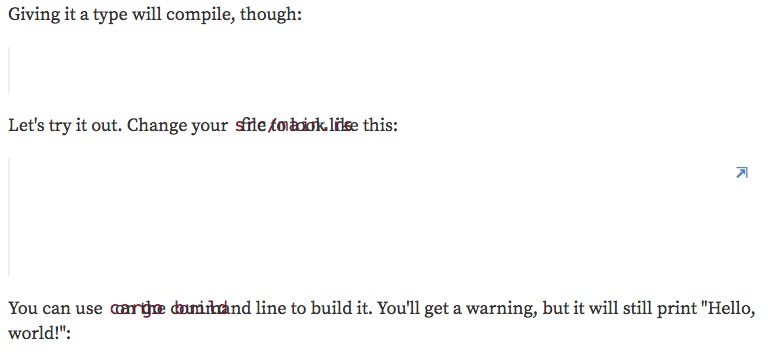 Giving it a type will compile, though:
Let's try it out. Change your src/main.rs file to look like this:
You can use cargo build on the command line to build it. You'll get a warning, but it will still print "Hello,
world!":